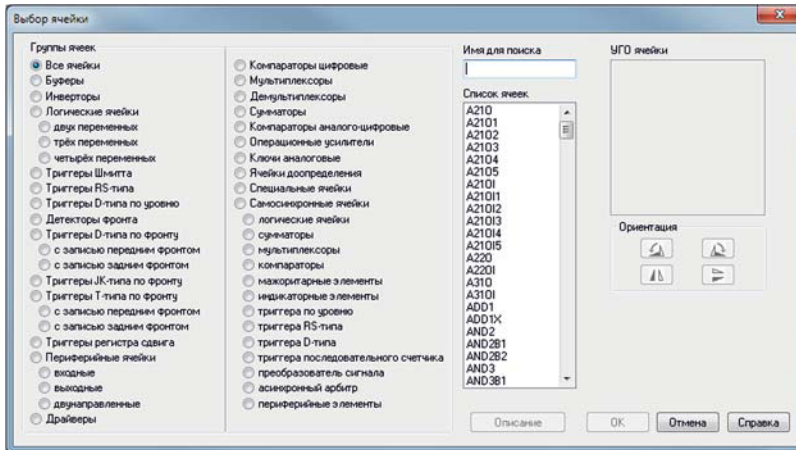 Выбор ячейки
Группы ячеек
Все ячейки
Буферы
Инверторы
Логические ячейки
двух переменных
трёх переменных
четырёх переменных
Триггеры Шмитта
Триггеры RS-типа
Триггеры D-типа по уровню
Детекторы фронта
Триггеры D-типа по фронту
с записью передним фронтом
с записью задним фронтом
Триггеры JK-типа по фронту
Триггеры Т-типа по фронту
с записью передним фронтом
с записью задним фронтом
Триггеры регистра сдвига
Периферийные ячейки
входные
выходные
двунаправленные
Драйверы
Компараторы цифровые
Мультиплексоры
Демультиплексоры
Сумматоры
Компараторы аналого-цифровые
Операционные усилители
Ключи аналоговые
Ячейки доопределения
Специальные ячейки
Самосинхронные ячейки
логические ячейки
сумматоры
мультиплексоры
компараторы
мажоритарные элементы
индикаторные элементы
триггера по уровню
триггера RS-типа
триггера D-типа
триггера последовательного счетчика
преобразователь сигнала
асинхронный арбитр
периферийные элементы
Имя для поиска
Список ячеек
A210
A2101
A2102
A2103
A2104
A2105
A210I
A210I1
A210I2
A210I3
A210I4
A210I5
A220
A220I
A310
A310I
ADD1
ADD1X
AND2
AND2B1
AND2B2
AND3
AND3B1
УГО ячейки
Ориентация
Описание
OK
Отмена
Справка